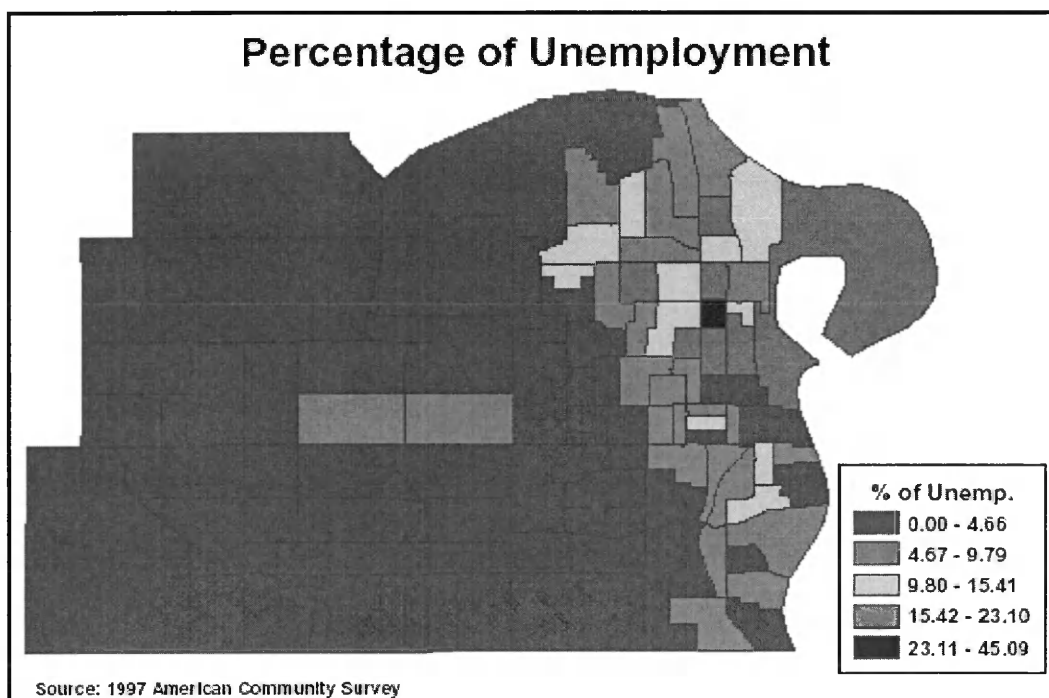 Percentage of Unemployment
% of Unemp.
0.00 - 4.66
4.67 - 9.79
9.80 - 15.41
15.42 - 23.10
23.11 - 45.09
Source: 1997 American Community Survey